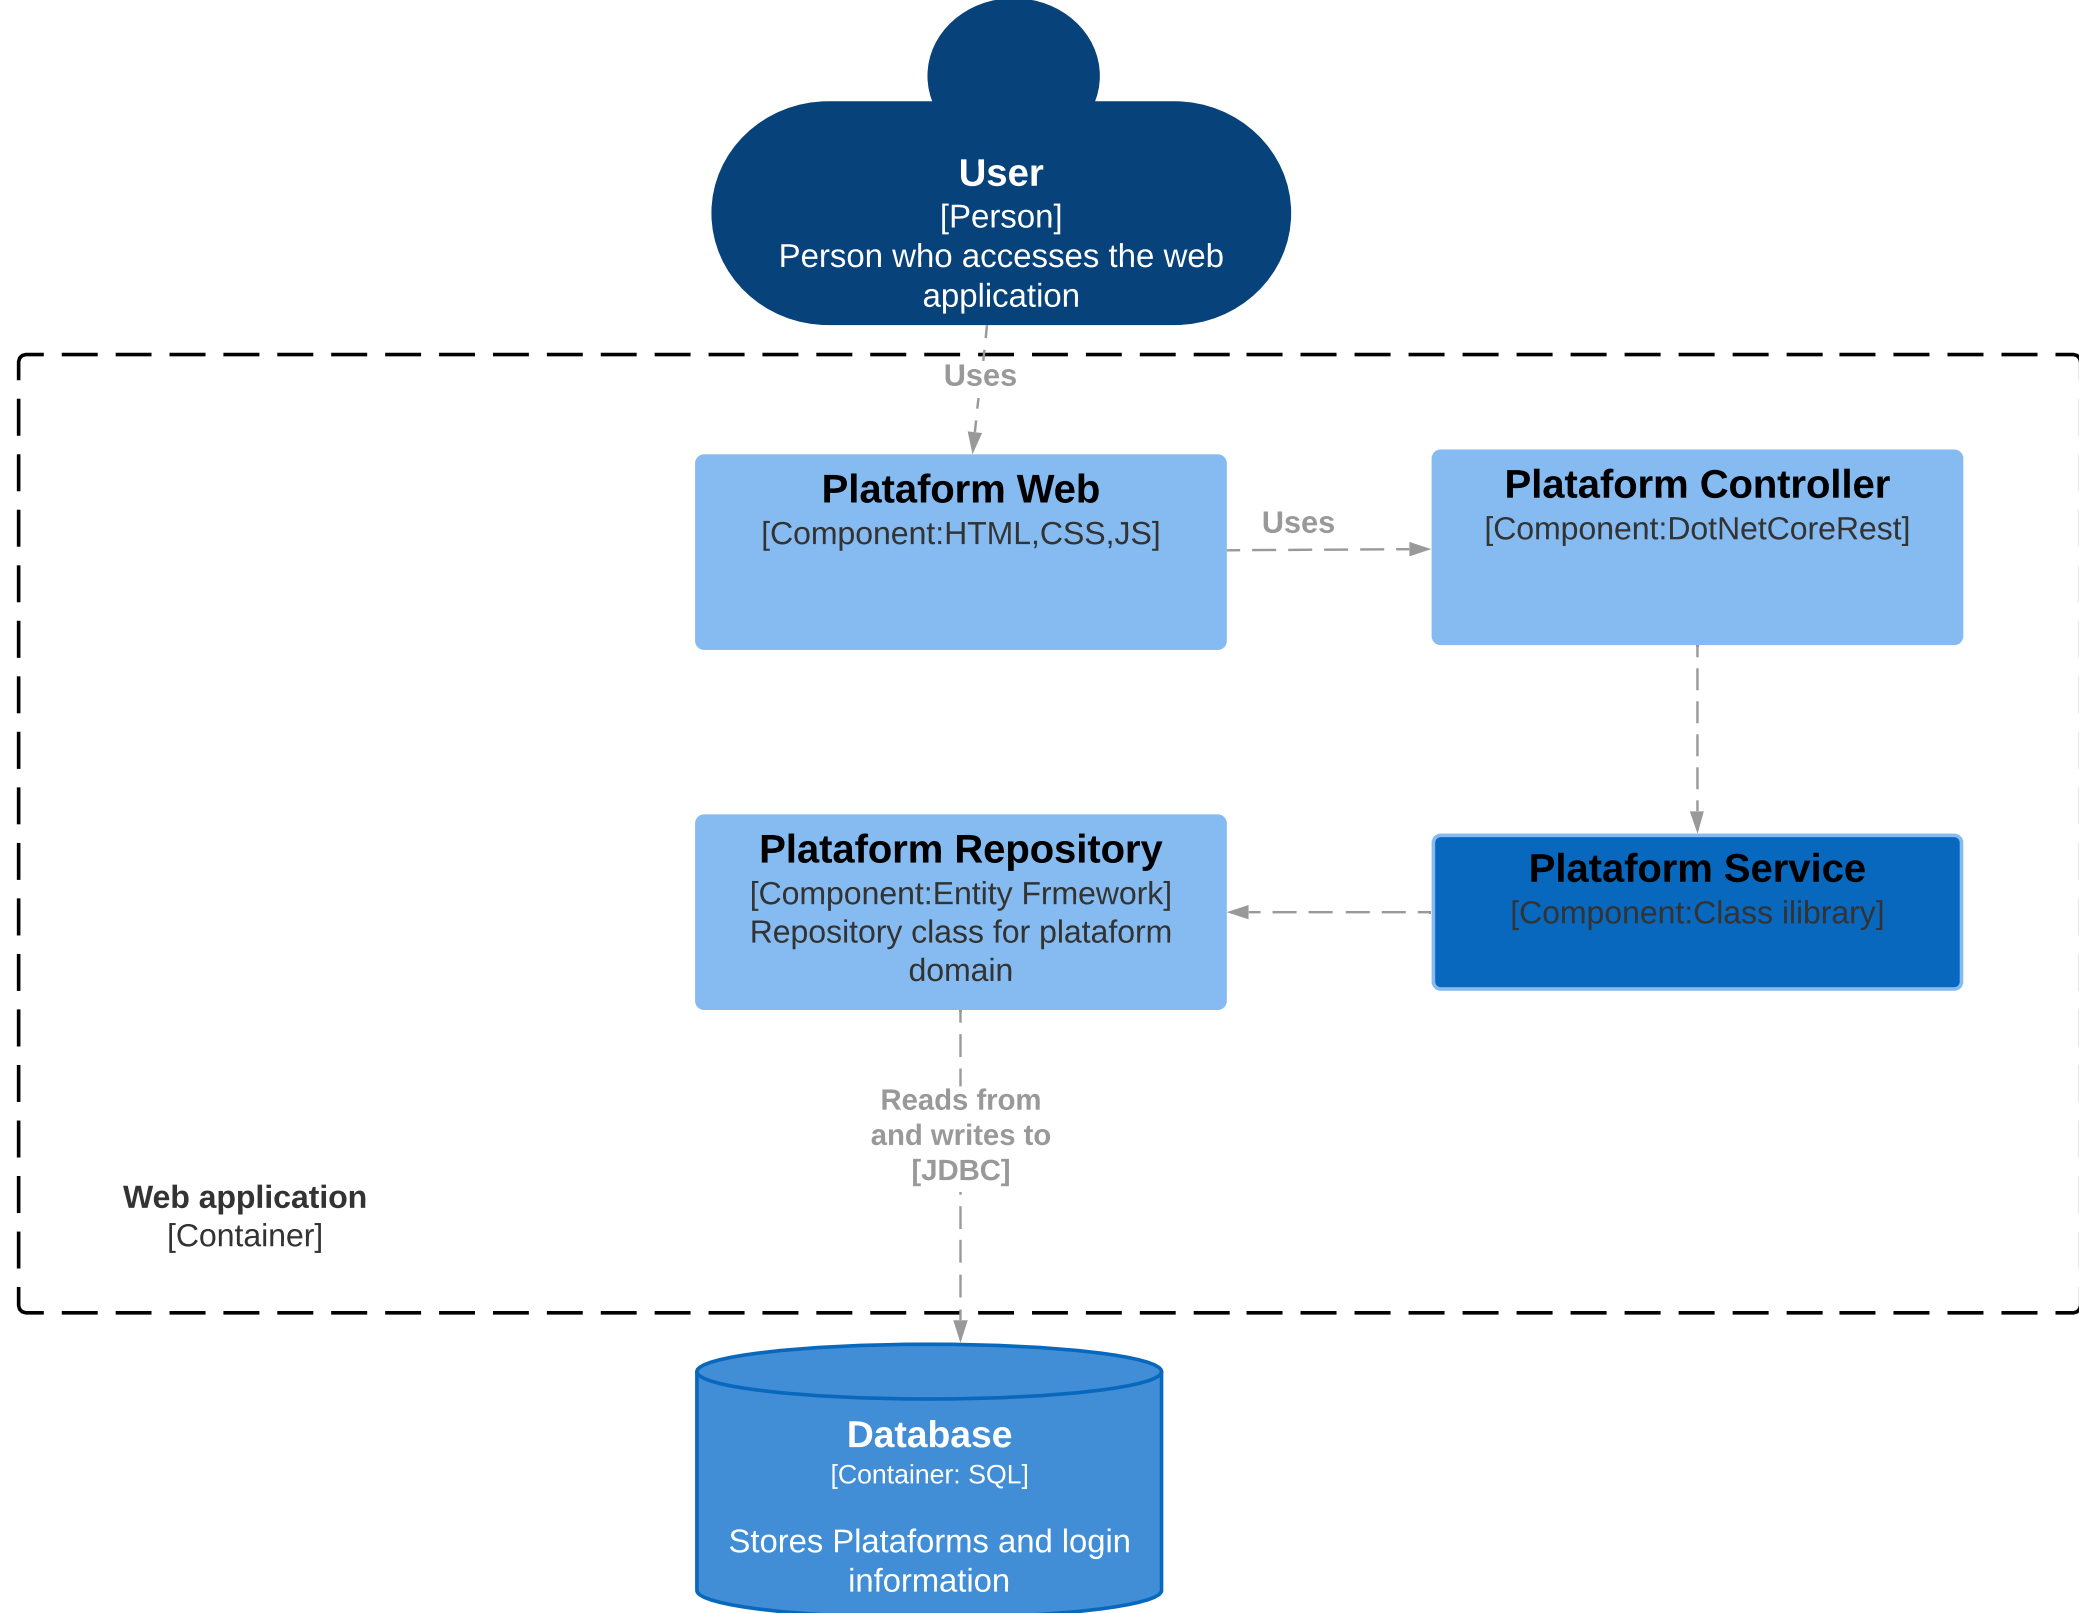 User
[Person]
Person who accesses the web
application
Uses
Plataform Web
[Component:HTML,CSS,JS]
Uses
Plataform Controller
[Component:DotNetCoreRest]
Plataform Repository
[Component:Entity Frmework]
Repository class for plataform
domain
Plataform Service
[Component:Class ilibrary]
Reads from
and writes to
[JDBC]
Web application
[Container]
Database
[Container: SQL]
Stores Plataforms and login
information